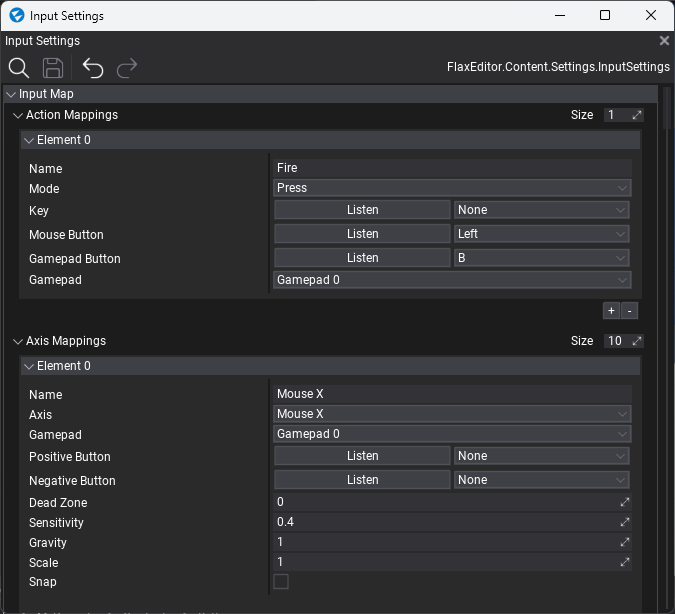 Input Settings
Input Settings
FlaxEditor.Content.Settings.InputSettings
Input Map
Action Mappings Size 1
Element 0
Name Fire
Mode Press
Key Listen None
Mouse Button Listen Left
Gamepad Button Listen B
Gamepad Gamepad 0
+ -
Axis Mappings Size 10
Element 0
Name Mouse X
Axis Mouse X
Gamepad Gamepad 0
Positive Button Listen None
Negative Button Listen None
Dead Zone 0
Sensitivity 0.4
Gravity 1
Scale 1
Snap